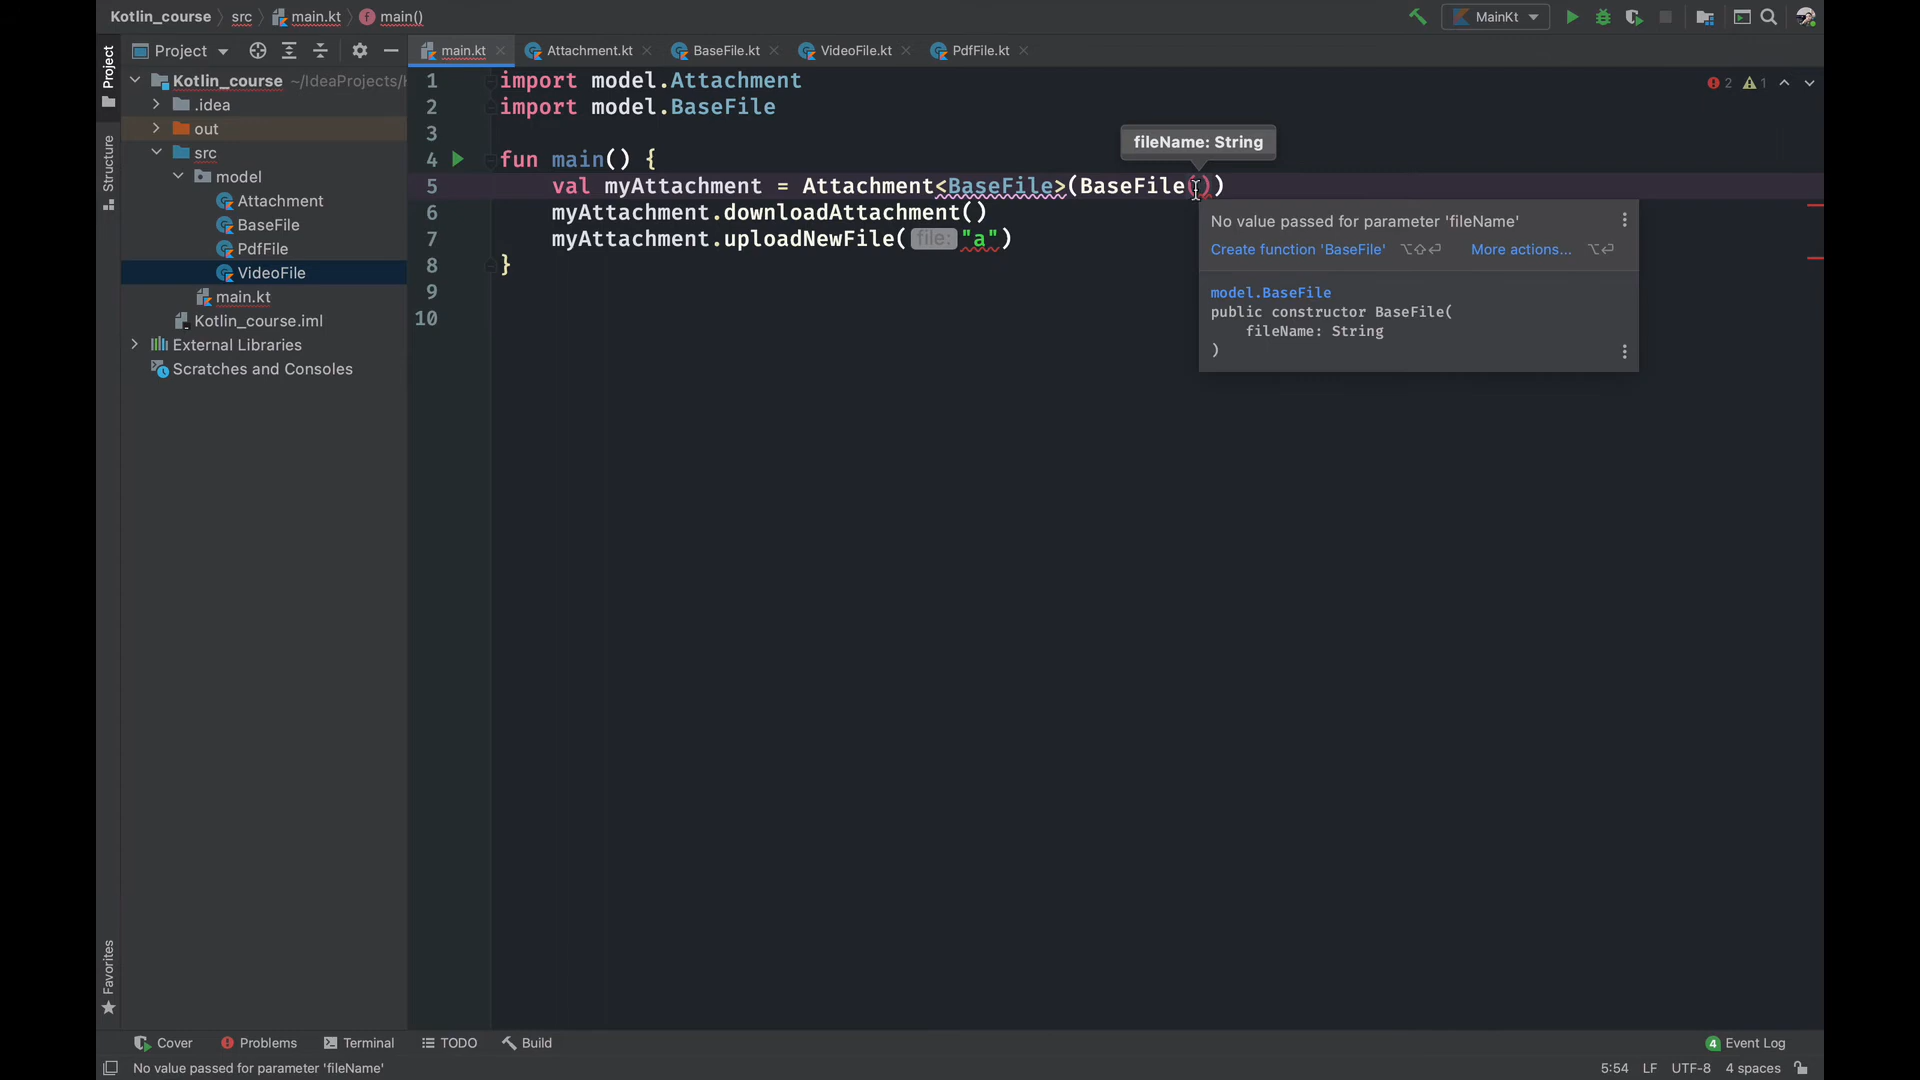 Kotlin_course src main.kt main() MainKt
Project
Project main.kt Attachment.kt BaseFile.kt VideoFile.kt PdfFile.kt
Kotlin_course ~/IdeaProjects/
.idea
out
src
model
Attachment
BaseFile
PdfFile
VideoFile
main.kt
Kotlin_course.iml
External Libraries
Scratches and Consoles
Structure
Favorites
2 1
1 import model.Attachment
2 import model.BaseFile
3
fileName: String
4 fun main() {
5 val myAttachment = Attachment<BaseFile>(BaseFile())
6 myAttachment.downloadAttachment()
7 myAttachment.uploadNewFile(file: "a")
8 }
9
10
No value passed for parameter 'fileName'
Create function 'BaseFile' ⌥⇧⏎ More actions... ⌥⏎
model.BaseFile
public constructor BaseFile(
fileName: String
)
Cover Problems Terminal TODO Build 4 Event Log
No value passed for parameter 'fileName' 5:54 LF UTF-8 4 spaces